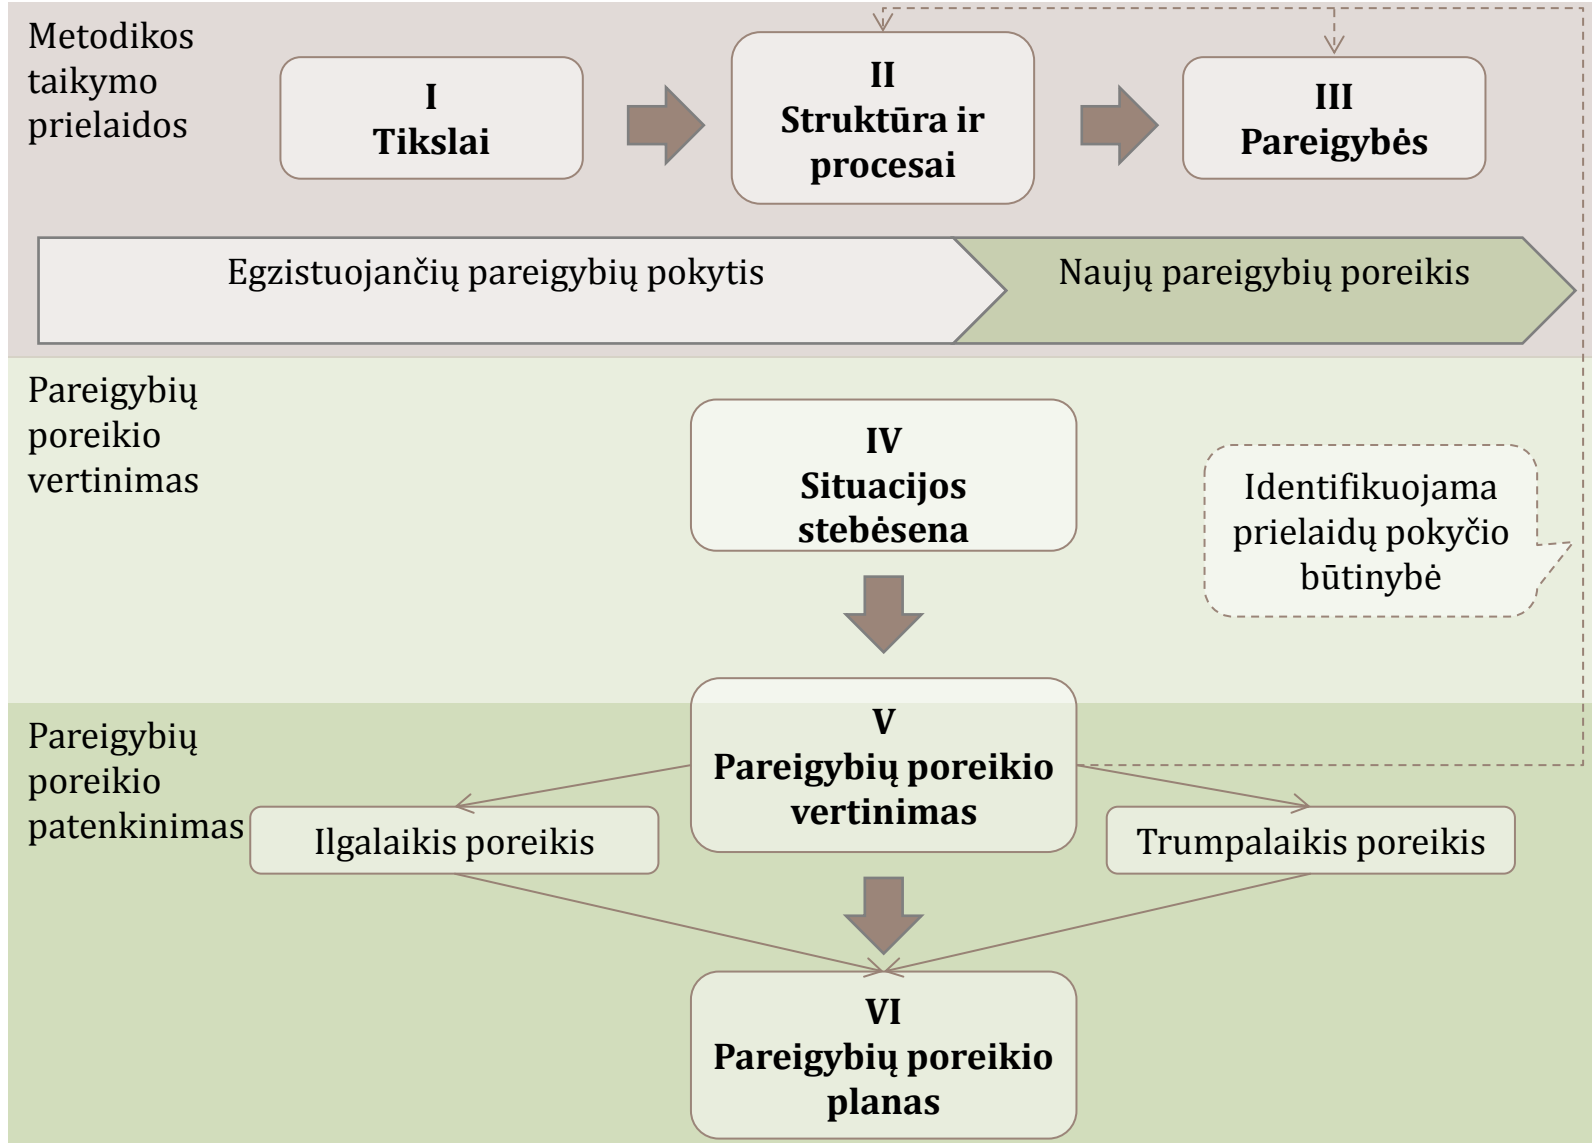 Metodikos
taikymo
prielaidos
I
Tikslai
II
Struktūra ir
procesai
III
Pareigybės
Egzistuojančių pareigybių pokytis
Naujų pareigybių poreikis
Pareigybių
poreikio
vertinimas
IV
Situacijos
stebėsena
Identifikuojama
prielaidų pokyčio
būtinybė
Pareigybių
poreikio
patenkinimas
V
Pareigybių poreikio
vertinimas
Ilgalaikis poreikis
Trumpalaikis poreikis
VI
Pareigybių poreikio
planas